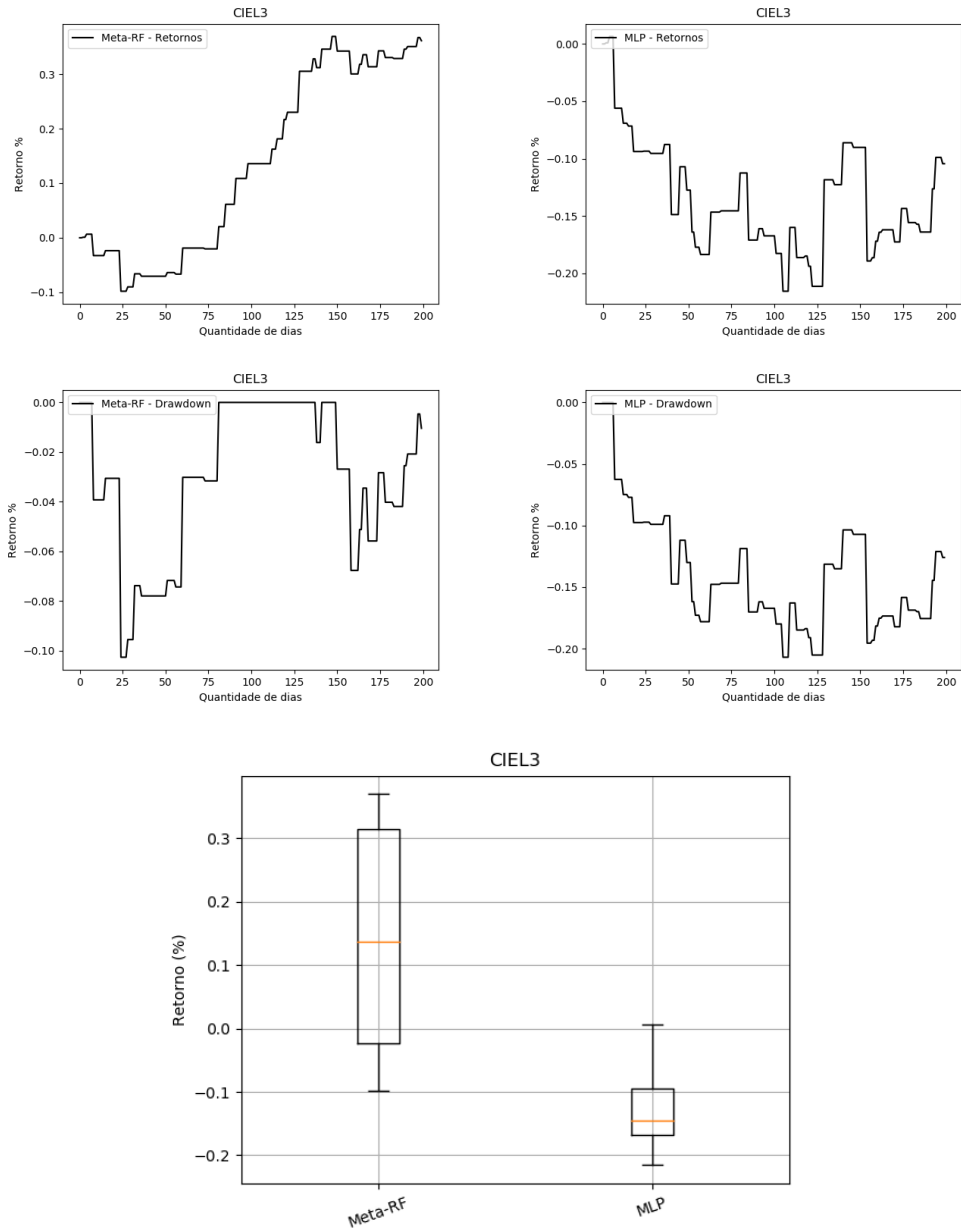 CIEL3
Meta-RF - Retornos
Retorno %
0.3
0.2
0.1
0.0
−0.1
0 25 50 75 100 125 150 175 200
Quantidade de dias
CIEL3
MLP - Retornos
Retorno %
0.00
−0.05
−0.10
−0.15
−0.20
0 25 50 75 100 125 150 175 200
Quantidade de dias
CIEL3
Meta-RF - Drawdown
Retorno %
0.00
−0.02
−0.04
−0.06
−0.08
−0.10
0 25 50 75 100 125 150 175 200
Quantidade de dias
CIEL3
MLP - Drawdown
Retorno %
0.00
−0.05
−0.10
−0.15
−0.20
0 25 50 75 100 125 150 175 200
Quantidade de dias
CIEL3
Retorno (%)
0.3
0.2
0.1
0.0
−0.1
−0.2
Meta-RF MLP